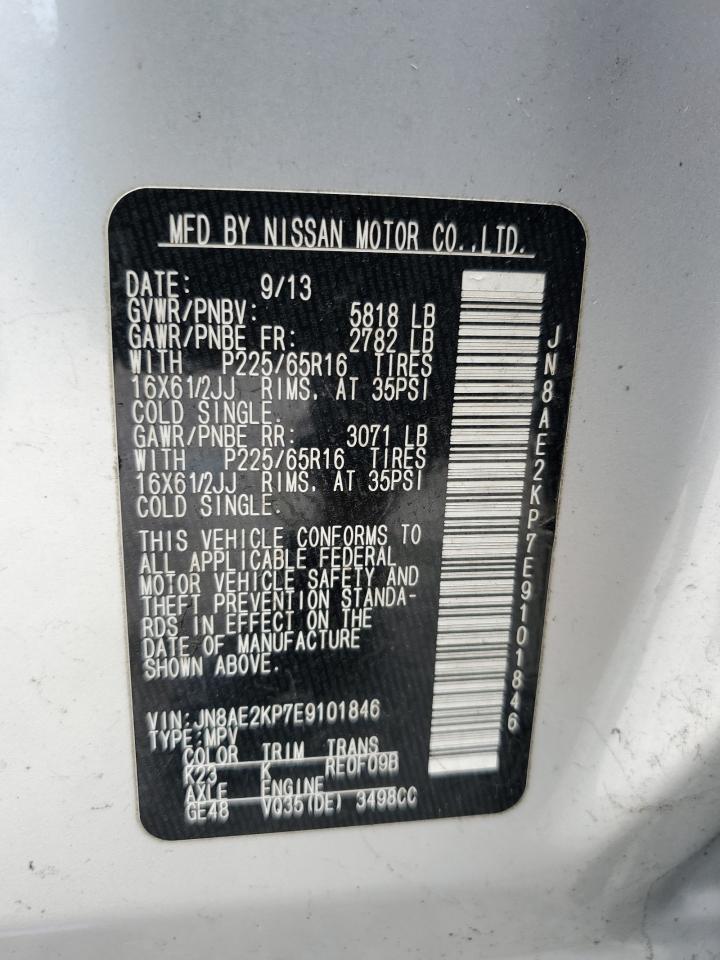 MFD BY NISSAN MOTOR CO.,LTD.
DATE: 9/13
GVWR/PNBV: 5818 LB
GAWR/PNBE FR: 2782 LB
WITH P225/65R16 TIRES
16X61/2JJ RIMS, AT 35PSI
COLD SINGLE.
GAWR/PNBE RR: 3071 LB
WITH P225/65R16 TIRES
16X61/2JJ RIMS, AT 35PSI
COLD SINGLE.
THIS VEHICLE CONFORMS TO
ALL APPLICABLE FEDERAL
MOTOR VEHICLE SAFETY AND
THEFT PREVENTION STANDA-
RDS IN EFFECT ON THE
DATE OF MANUFACTURE
SHOWN ABOVE.
VIN:JN8AE2KP7E9101846
TYPE:MPV
COLOR TRIM TRANS
K23 K RE0F09B
AXLE ENGINE
GE48 VQ35(DE) 3498CC
JN8AE2KP7E9101846